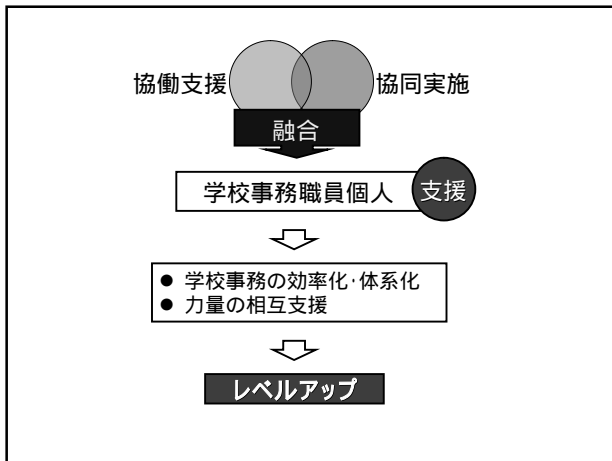 協働支援
協同実施
融合
学校事務職員個人
支援
● 学校事務の効率化・体系化
● 力量の相互支援
レベルアップ